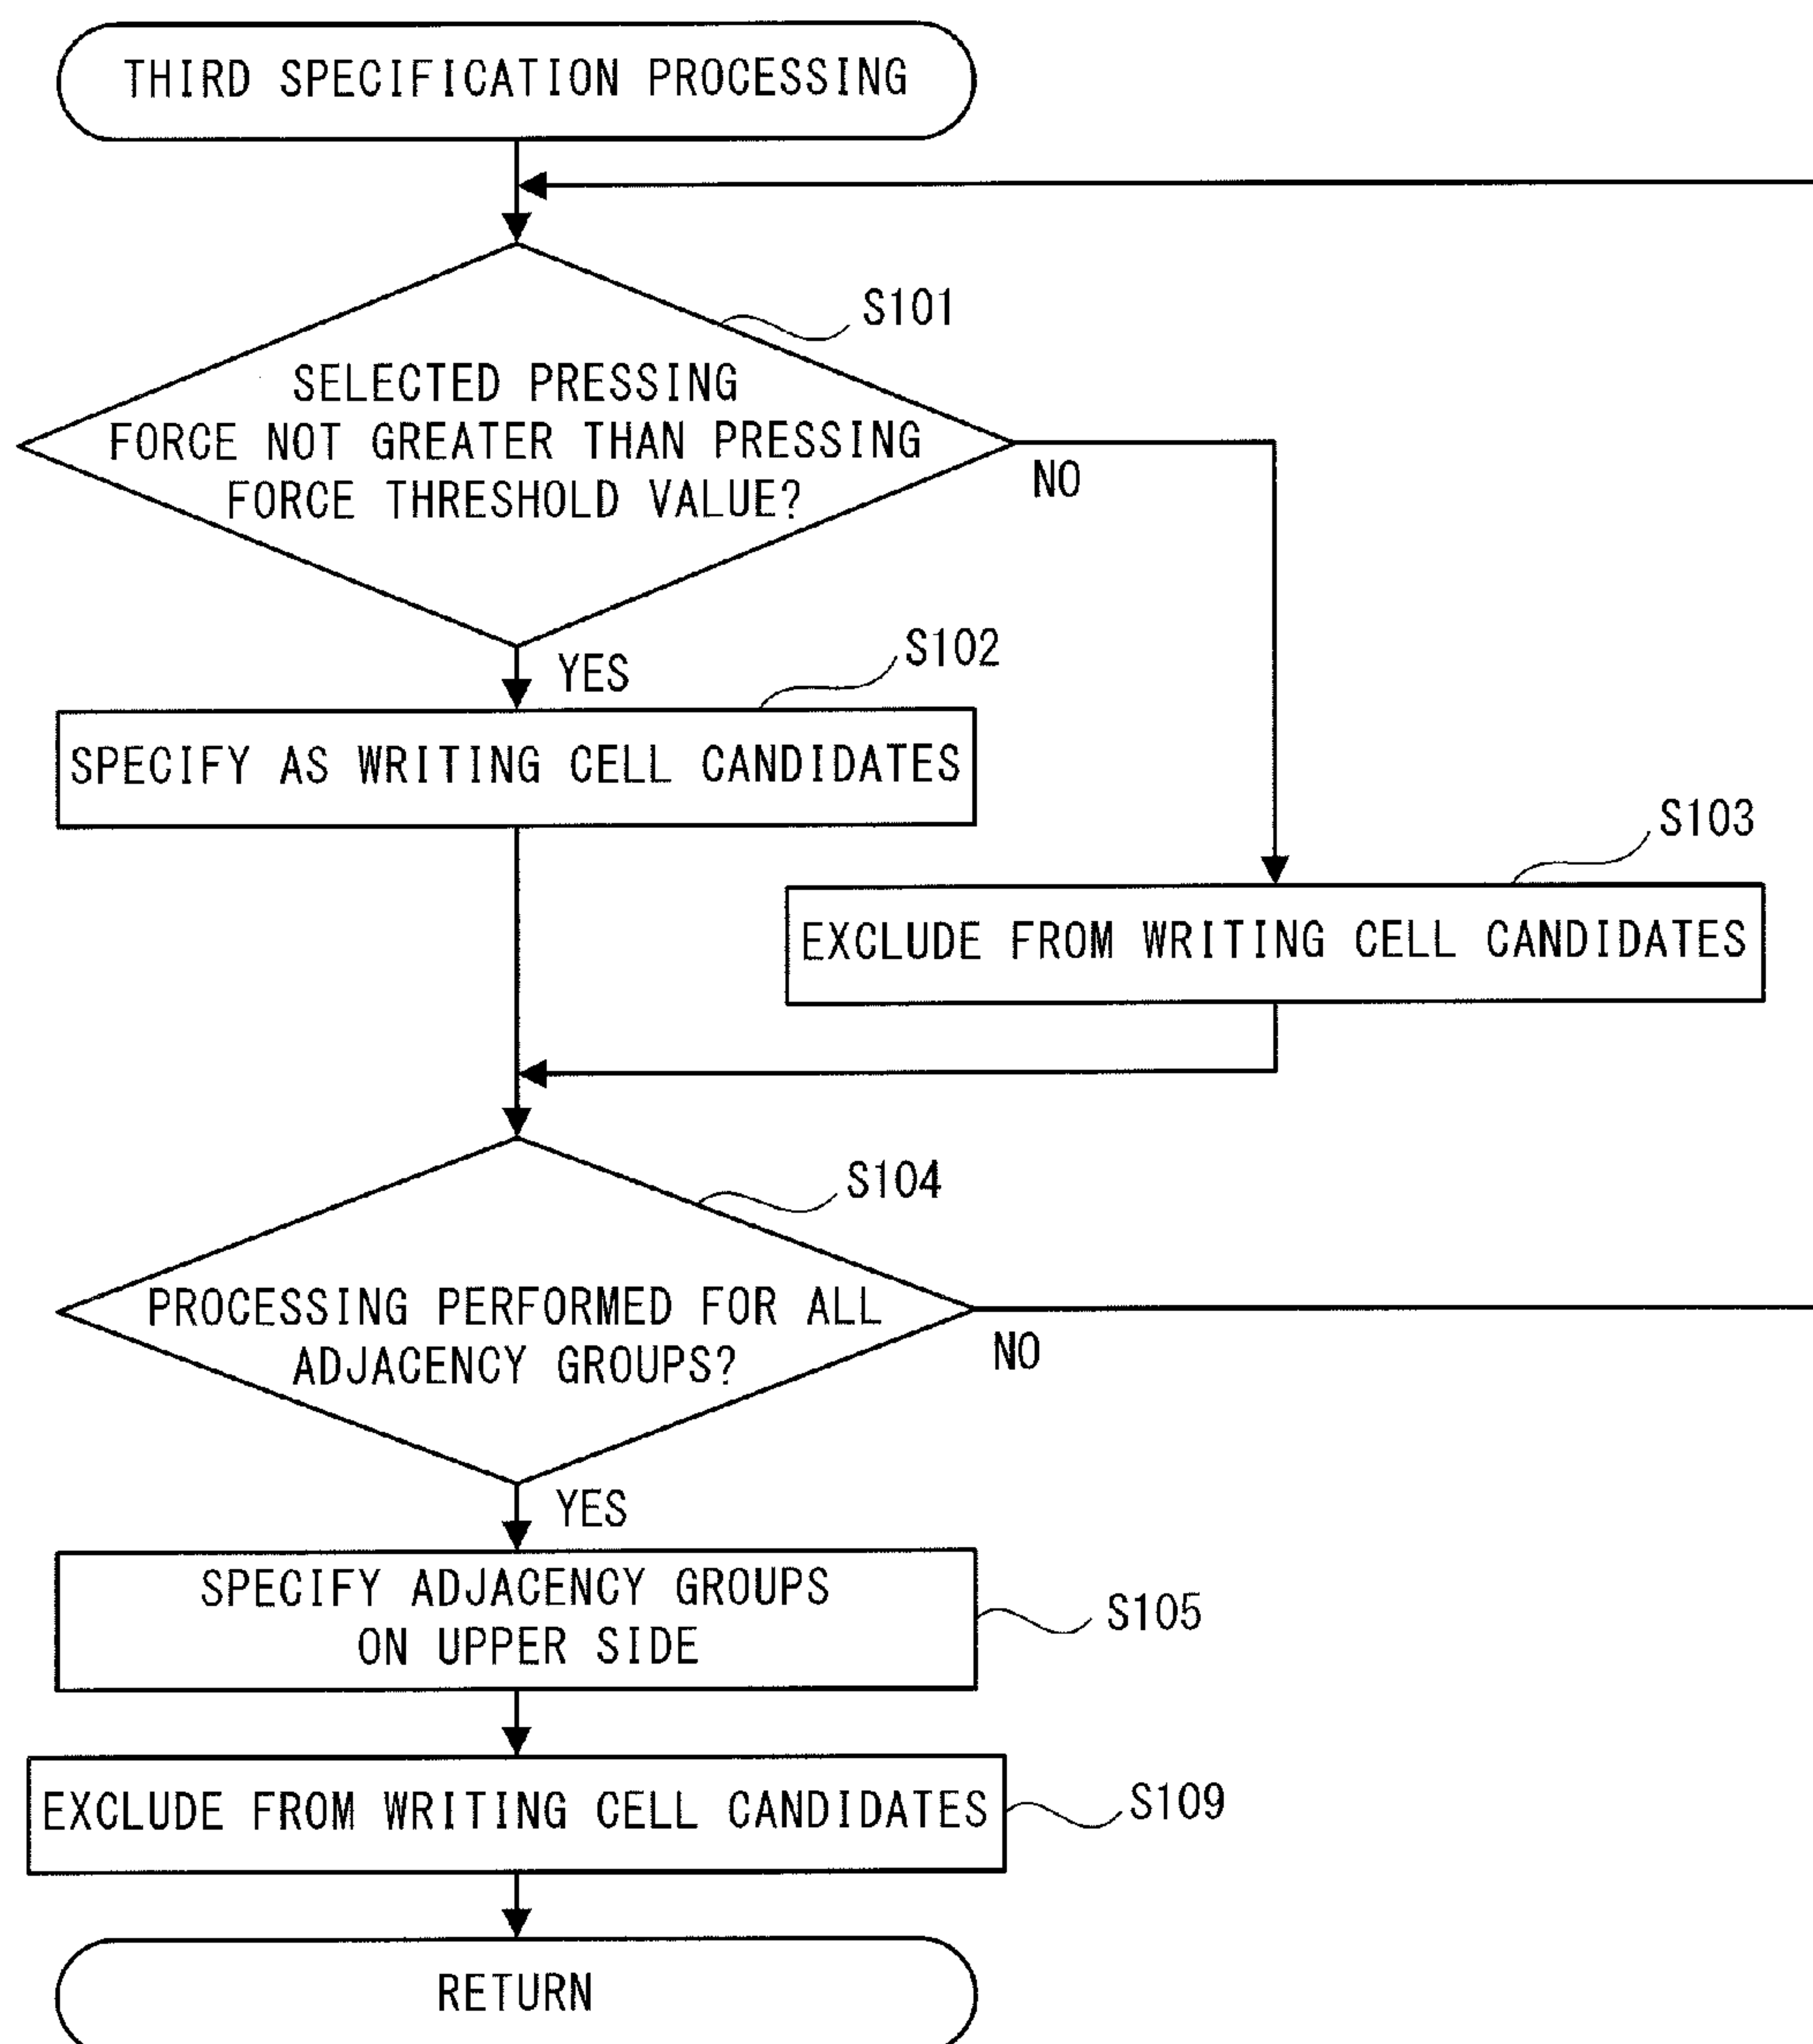 THIRD SPECIFICATION PROCESSING
S101
SELECTED PRESSING
FORCE NOT GREATER THAN PRESSING
FORCE THRESHOLD VALUE?
NO
YES
S102
SPECIFY AS WRITING CELL CANDIDATES
S103
EXCLUDE FROM WRITING CELL CANDIDATES
S104
PROCESSING PERFORMED FOR ALL
ADJACENCY GROUPS?
NO
YES
SPECIFY ADJACENCY GROUPS
ON UPPER SIDE
S105
EXCLUDE FROM WRITING CELL CANDIDATES
S109
RETURN